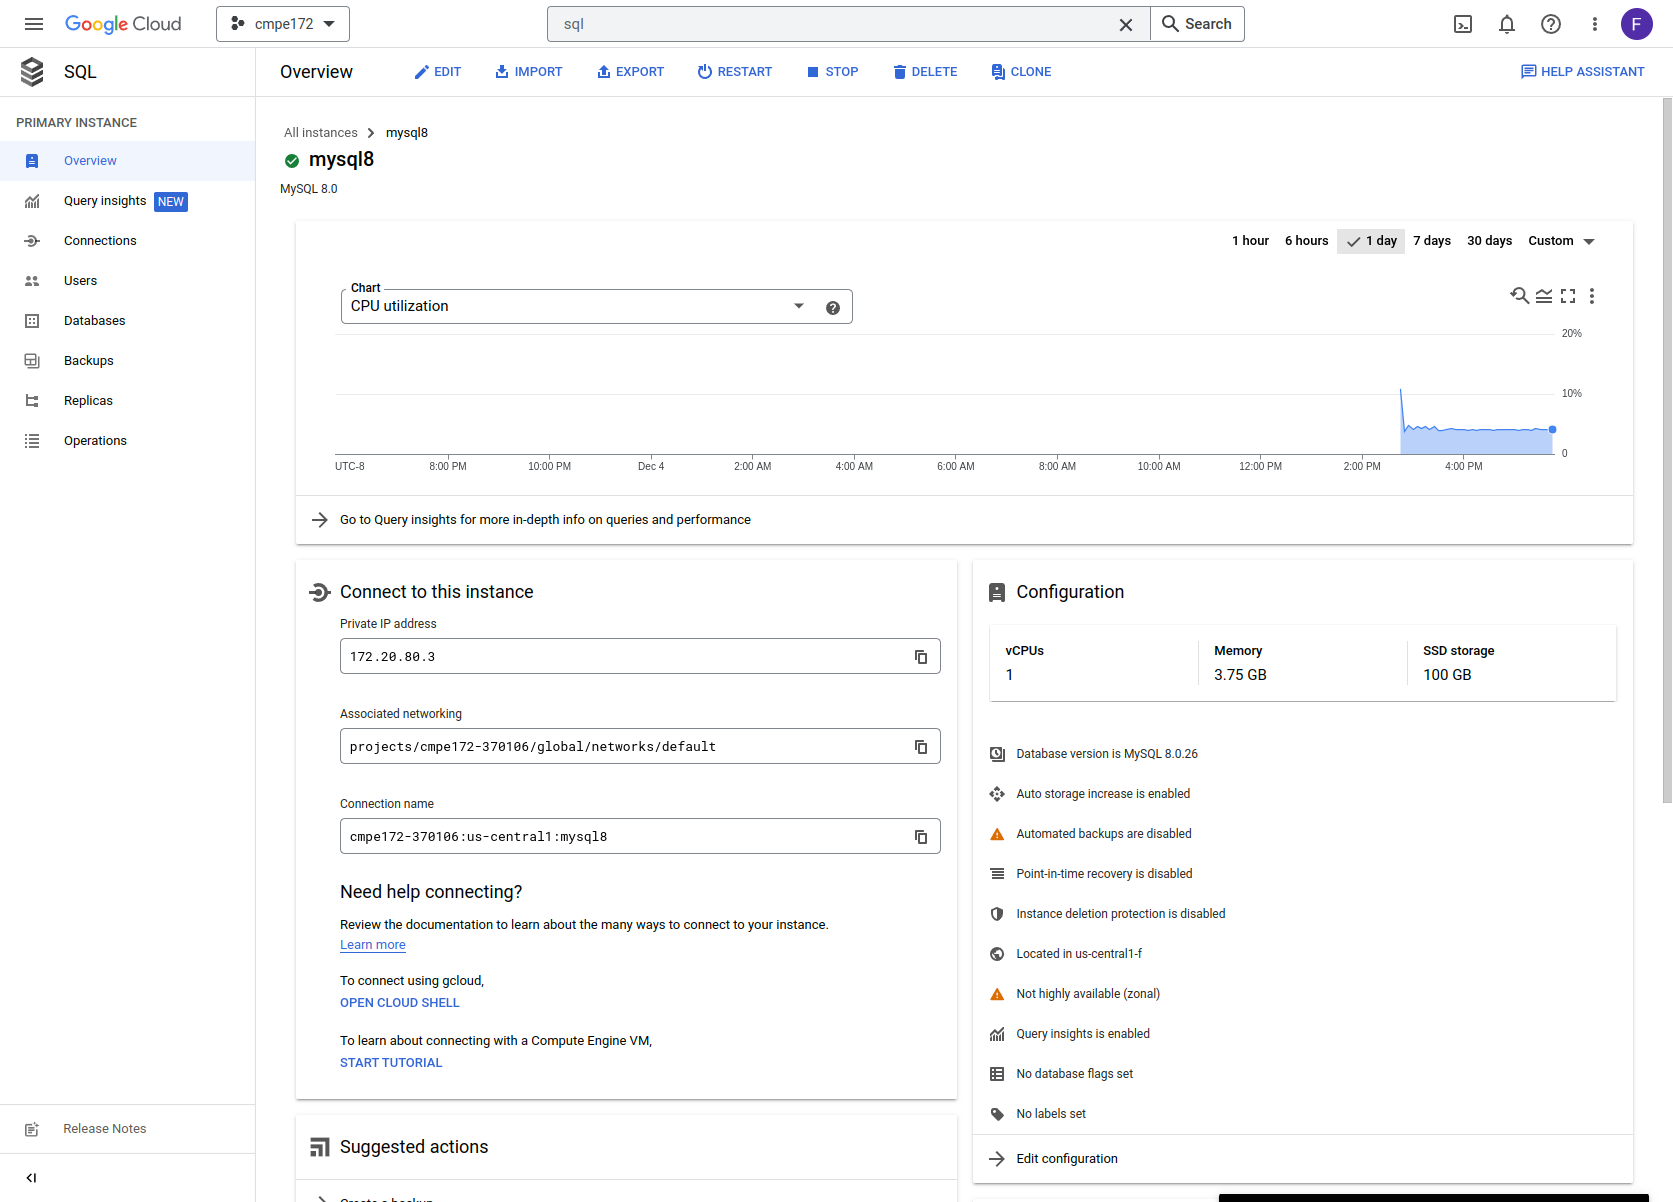 Google Cloud
cmpe172
sql
Search
F
SQL
Overview
EDIT
IMPORT
EXPORT
RESTART
STOP
DELETE
CLONE
HELP ASSISTANT
PRIMARY INSTANCE
Overview
Query insights NEW
Connections
Users
Databases
Backups
Replicas
Operations
Release Notes
All instances
mysql8
mysql8
MySQL 8.0
1 hour
6 hours
1 day
7 days
30 days
Custom
Chart
CPU utilization
20%
10%
0
UTC-8
8:00 PM
10:00 PM
Dec 4
2:00 AM
4:00 AM
6:00 AM
8:00 AM
10:00 AM
12:00 PM
2:00 PM
4:00 PM
Go to Query insights for more in-depth info on queries and performance
Connect to this instance
Private IP address
172.20.80.3
Associated networking
projects/cmpe172-370106/global/networks/default
Connection name
cmpe172-370106:us-central1:mysql8
Need help connecting?
Review the documentation to learn about the many ways to connect to your instance.
Learn more
To connect using gcloud,
OPEN CLOUD SHELL
To learn about connecting with a Compute Engine VM,
START TUTORIAL
Suggested actions
Create a backup
Configuration
vCPUs
1
Memory
3.75 GB
SSD storage
100 GB
Database version is MySQL 8.0.26
Auto storage increase is enabled
Automated backups are disabled
Point-in-time recovery is disabled
Instance deletion protection is disabled
Located in us-central1-f
Not highly available (zonal)
Query insights is enabled
No database flags set
No labels set
Edit configuration